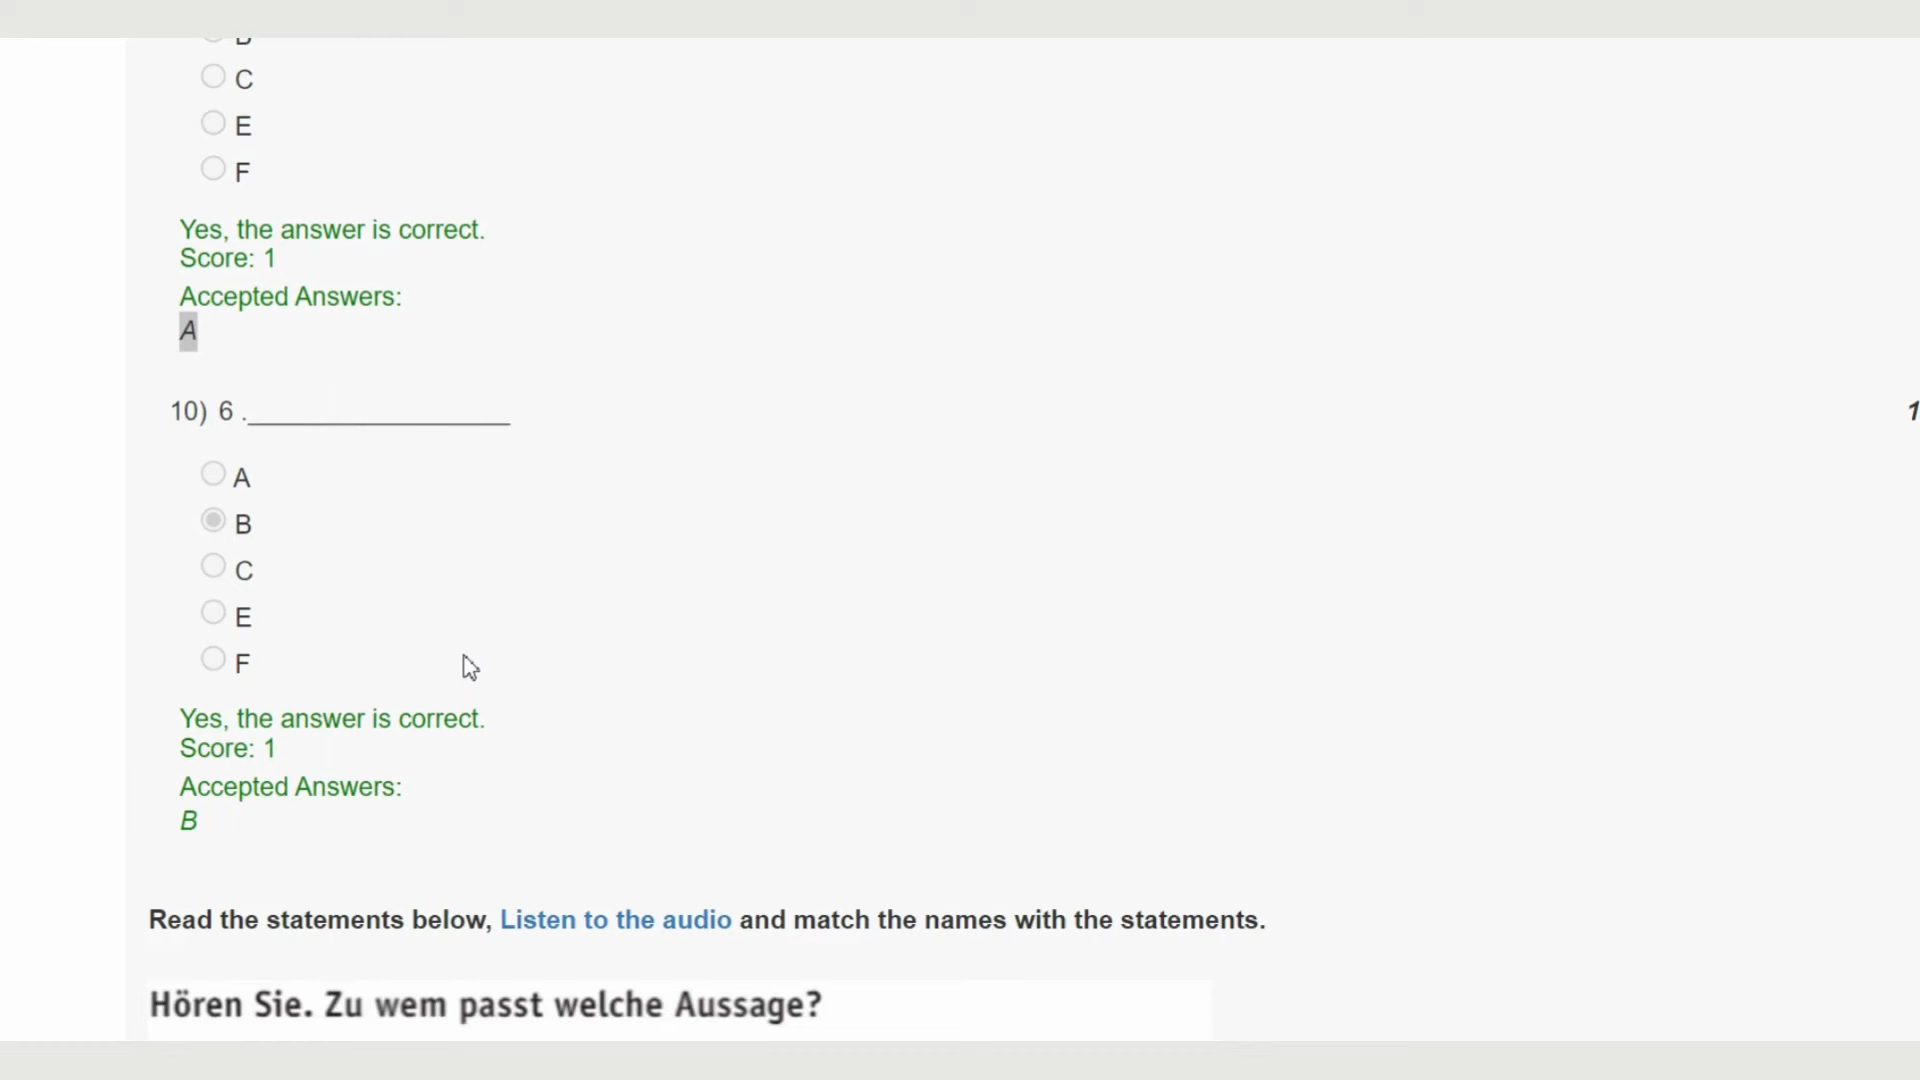 B
C
E
F
Yes, the answer is correct.
Score: 1
Accepted Answers:
A
10) 6 .___________________
1
A
B
C
E
F
Yes, the answer is correct.
Score: 1
Accepted Answers:
B
Read the statements below, Listen to the audio and match the names with the statements.
Hören Sie. Zu wem passt welche Aussage?